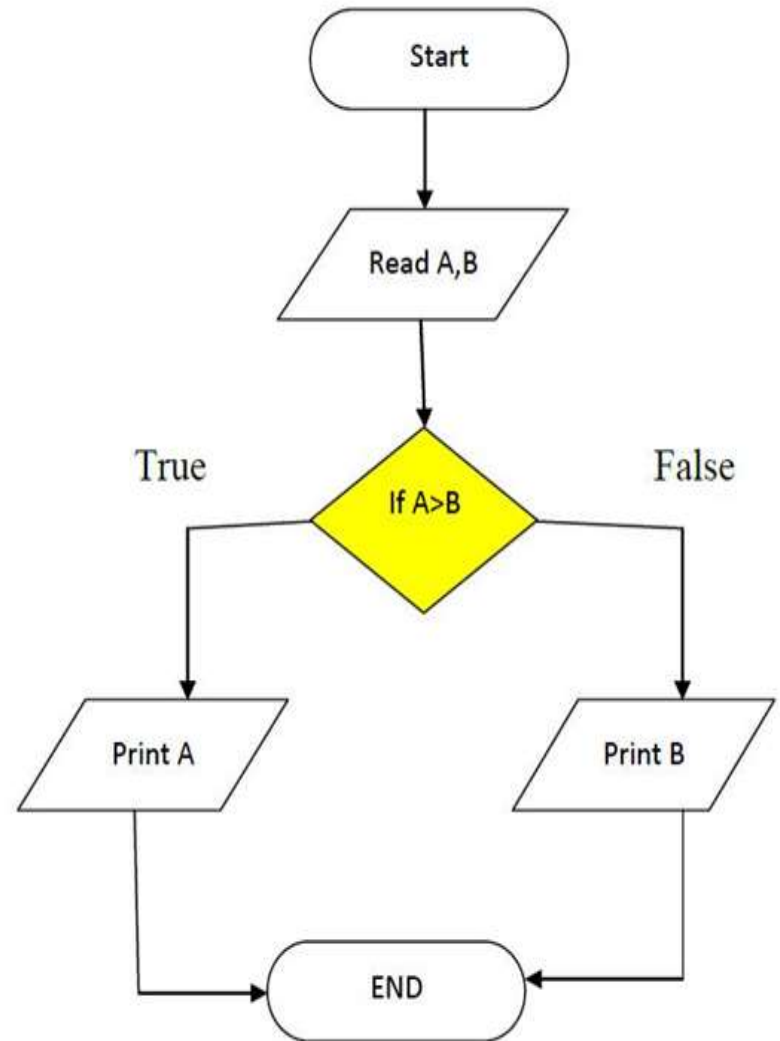 Start
Read A,B
True
False
If A>B
Print A
Print B
END